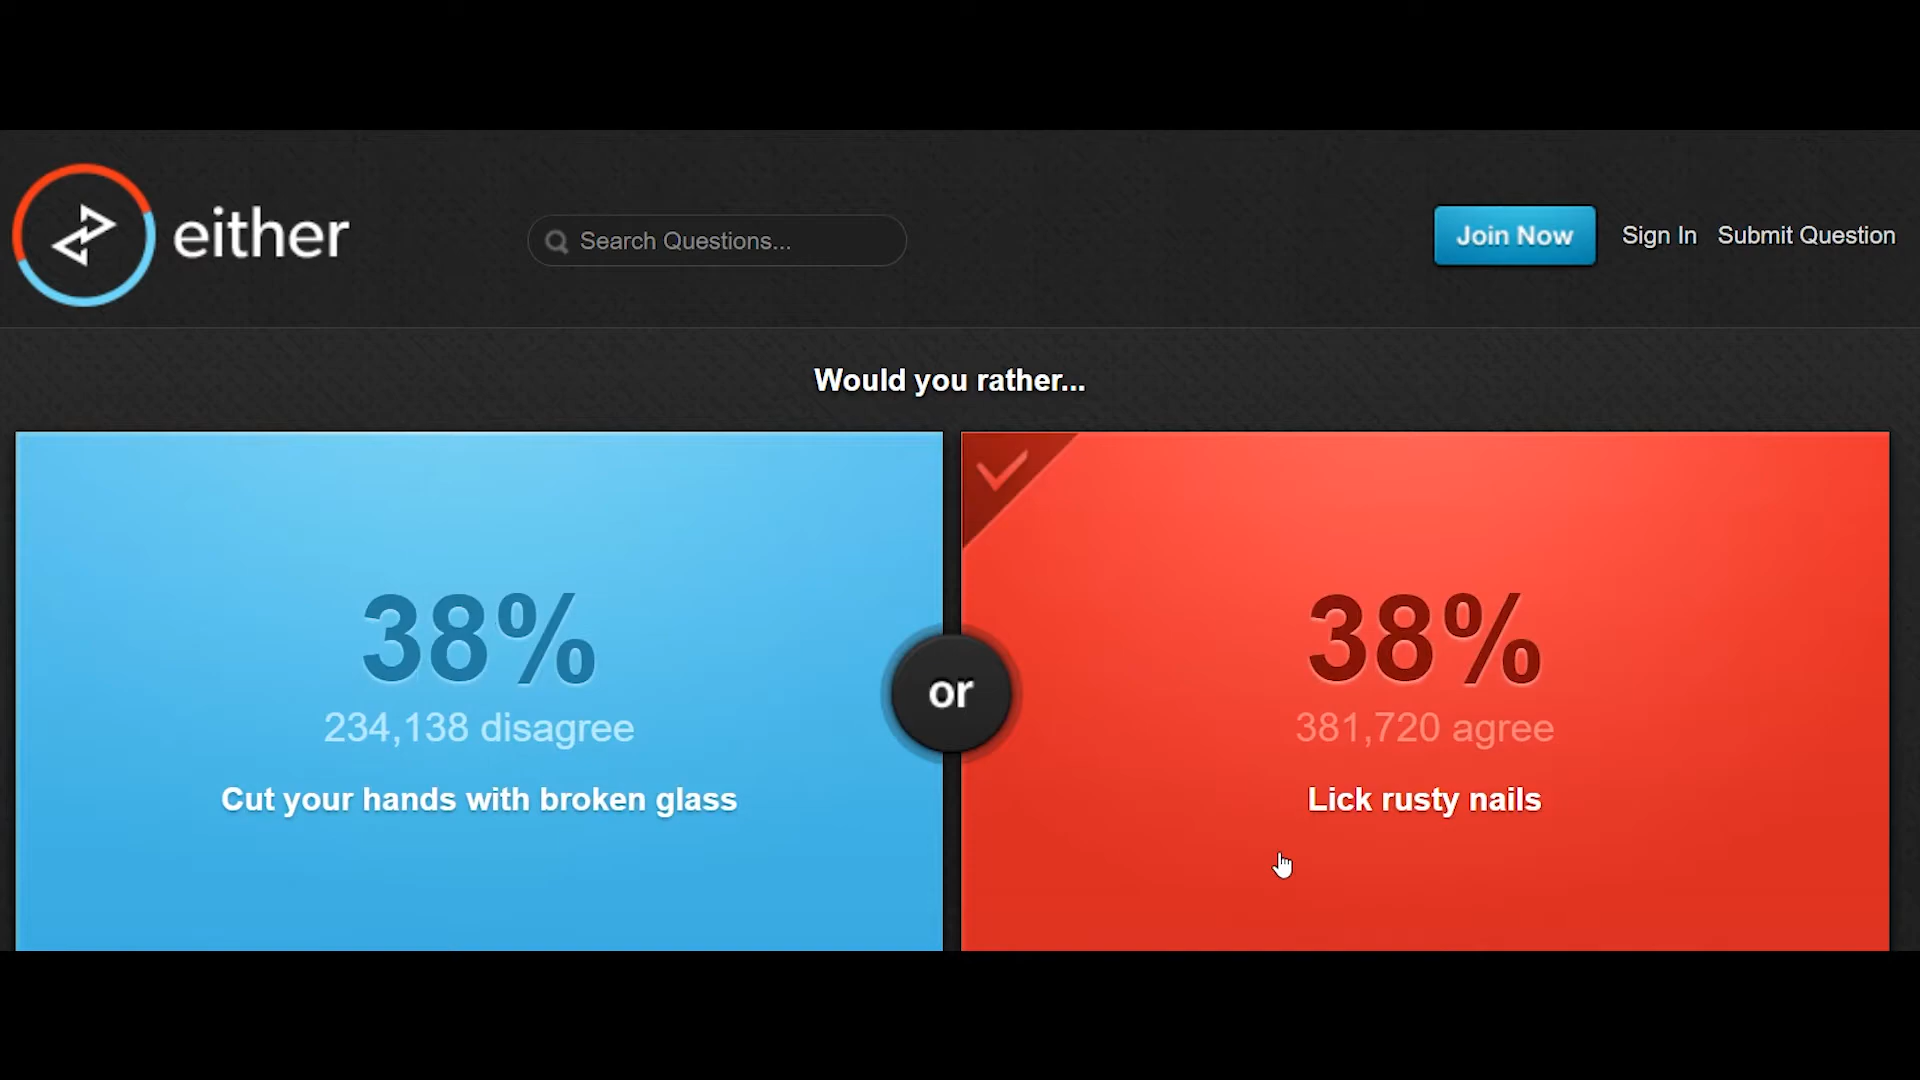 either
Search Questions...
Join Now
Sign In
Submit Question
Would you rather...
38%
234,138 disagree
Cut your hands with broken glass
or
38%
381,720 agree
Lick rusty nails